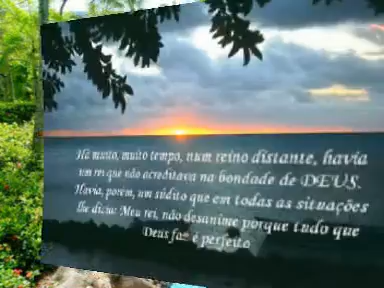 Há muito, muito tempo, num reino distante, havia
um rei que não acreditava na bondade de DEUS.
Havia, porém, um súdito que em todas as situações
lhe dizia: Meu rei, não desanime porque tudo que
Deus faz é perfeito